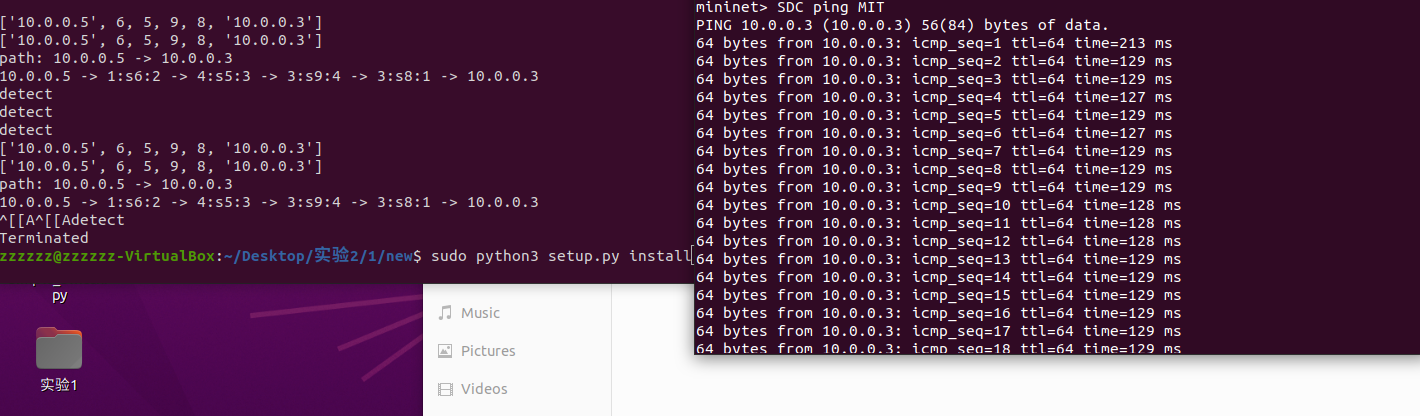 ['10.0.0.5', 6, 5, 9, 8, '10.0.0.3']
['10.0.0.5', 6, 5, 9, 8, '10.0.0.3']
path: 10.0.0.5 -> 10.0.0.3
10.0.0.5 -> 1:s6:2 -> 4:s5:3 -> 3:s9:4 -> 3:s8:1 -> 10.0.0.3
detect
detect
detect
['10.0.0.5', 6, 5, 9, 8, '10.0.0.3']
['10.0.0.5', 6, 5, 9, 8, '10.0.0.3']
path: 10.0.0.5 -> 10.0.0.3
10.0.0.5 -> 1:s6:2 -> 4:s5:3 -> 3:s9:4 -> 3:s8:1 -> 10.0.0.3
^[[A^[[Adetect
Terminated
zzzzzz@zzzzzz-VirtualBox:~/Desktop/实验2/1/new$ sudo python3 setup.py install
mininet> SDC ping MIT
PING 10.0.0.3 (10.0.0.3) 56(84) bytes of data.
64 bytes from 10.0.0.3: icmp_seq=1 ttl=64 time=213 ms
64 bytes from 10.0.0.3: icmp_seq=2 ttl=64 time=129 ms
64 bytes from 10.0.0.3: icmp_seq=3 ttl=64 time=129 ms
64 bytes from 10.0.0.3: icmp_seq=4 ttl=64 time=127 ms
64 bytes from 10.0.0.3: icmp_seq=5 ttl=64 time=129 ms
64 bytes from 10.0.0.3: icmp_seq=6 ttl=64 time=127 ms
64 bytes from 10.0.0.3: icmp_seq=7 ttl=64 time=129 ms
64 bytes from 10.0.0.3: icmp_seq=8 ttl=64 time=129 ms
64 bytes from 10.0.0.3: icmp_seq=9 ttl=64 time=129 ms
64 bytes from 10.0.0.3: icmp_seq=10 ttl=64 time=128 ms
64 bytes from 10.0.0.3: icmp_seq=11 ttl=64 time=128 ms
64 bytes from 10.0.0.3: icmp_seq=12 ttl=64 time=128 ms
64 bytes from 10.0.0.3: icmp_seq=13 ttl=64 time=129 ms
64 bytes from 10.0.0.3: icmp_seq=14 ttl=64 time=129 ms
64 bytes from 10.0.0.3: icmp_seq=15 ttl=64 time=129 ms
64 bytes from 10.0.0.3: icmp_seq=16 ttl=64 time=129 ms
64 bytes from 10.0.0.3: icmp_seq=17 ttl=64 time=129 ms
64 bytes from 10.0.0.3: icmp_seq=18 ttl=64 time=129 ms
py
实验1
Music
Pictures
Videos